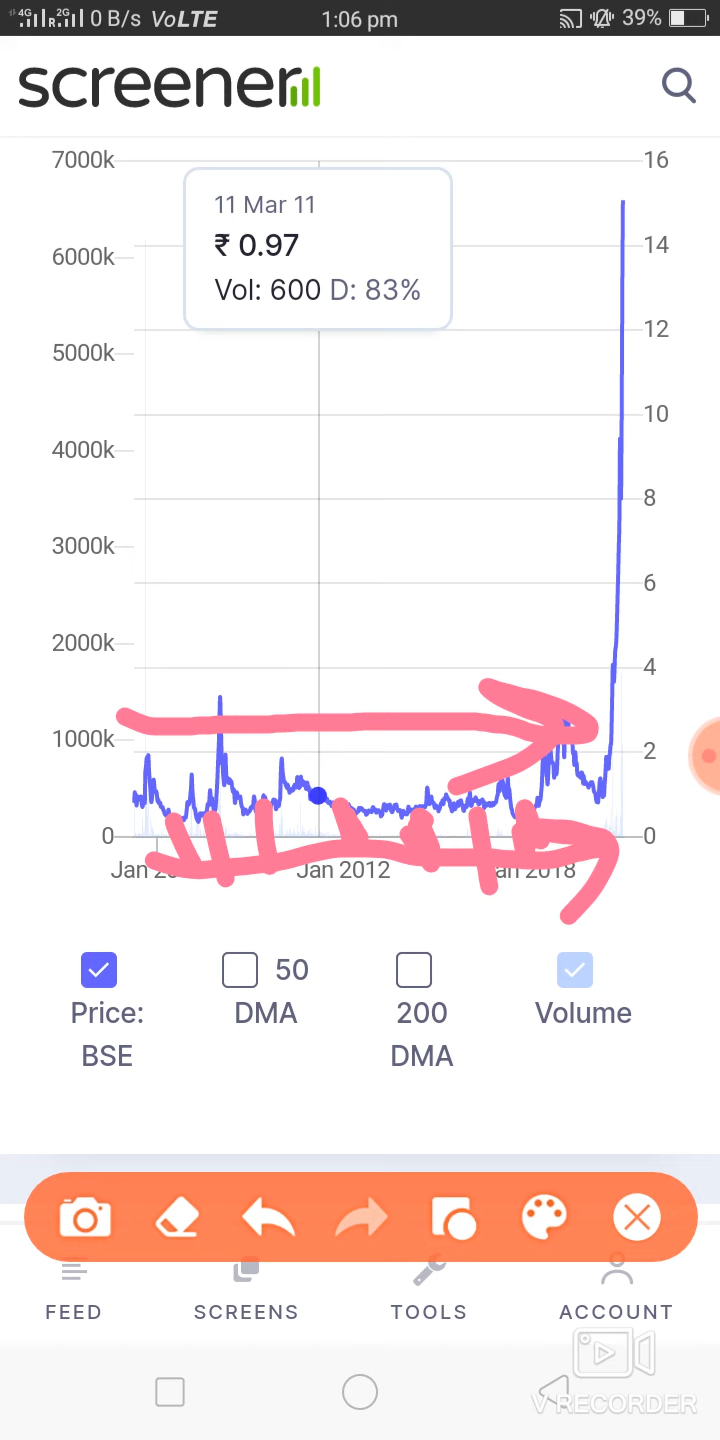 4G R 2G 0 B/s VoLTE 1:06 pm 39%
screener
7000k 16
11 Mar 11
₹ 0.97
Vol: 600 D: 83%
6000k 14
5000k 12
4000k 10
3000k 8
2000k 6
1000k 4
0 2
0
Jan 2012
2018
Price: BSE
50 DMA
200 DMA
Volume
FEED SCREENS TOOLS ACCOUNT
V RECORDER